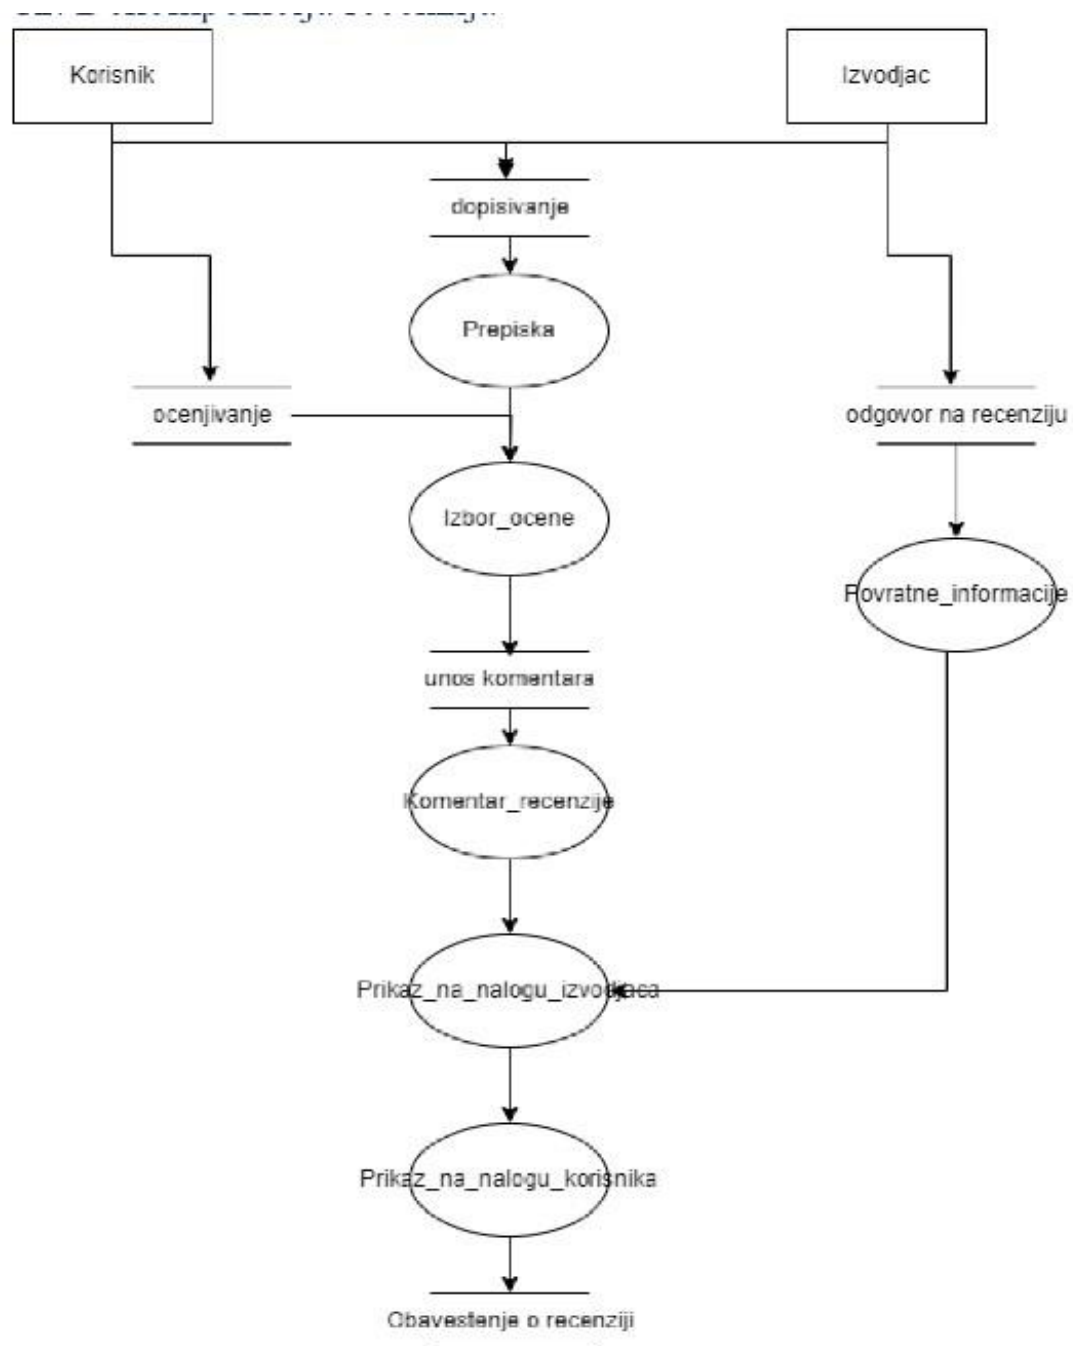 Korisnik
Izvodjac
dopisivanje
Prepiska
ocenjivanje
odgovor na recenziju
Izbor_ocene
Povratne_informacije
unos komentara
Komentar_recenzije
Prikaz_na_nalogu_izvodjaca
Prikaz_na_nalogu_korisnika
Obavestenje o recenziji